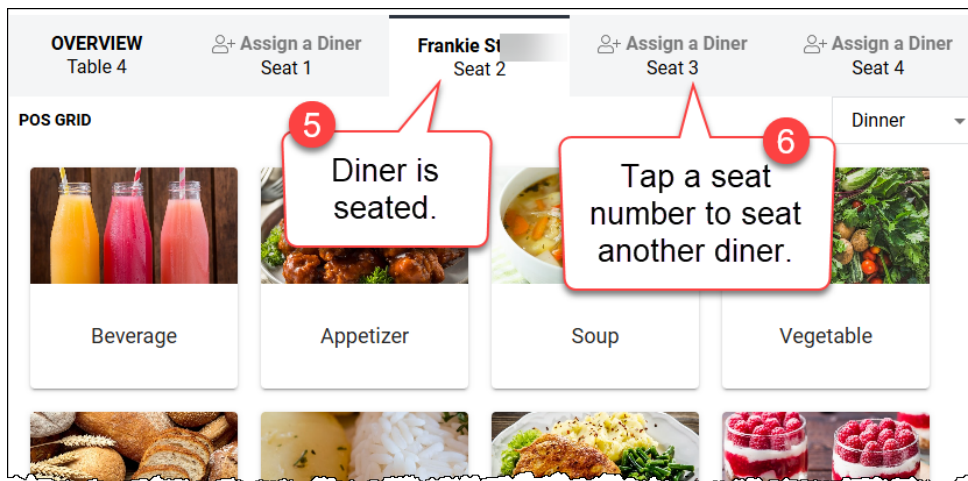 OVERVIEW
Table 4
Assign a Diner
Seat 1
Frankie St
Seat 2
Assign a Diner
Seat 3
Assign a Diner
Seat 4
POS GRID
Dinner
5
Diner is
seated.
6
Tap a seat
number to seat
another diner.
Beverage
Appetizer
Soup
Vegetable